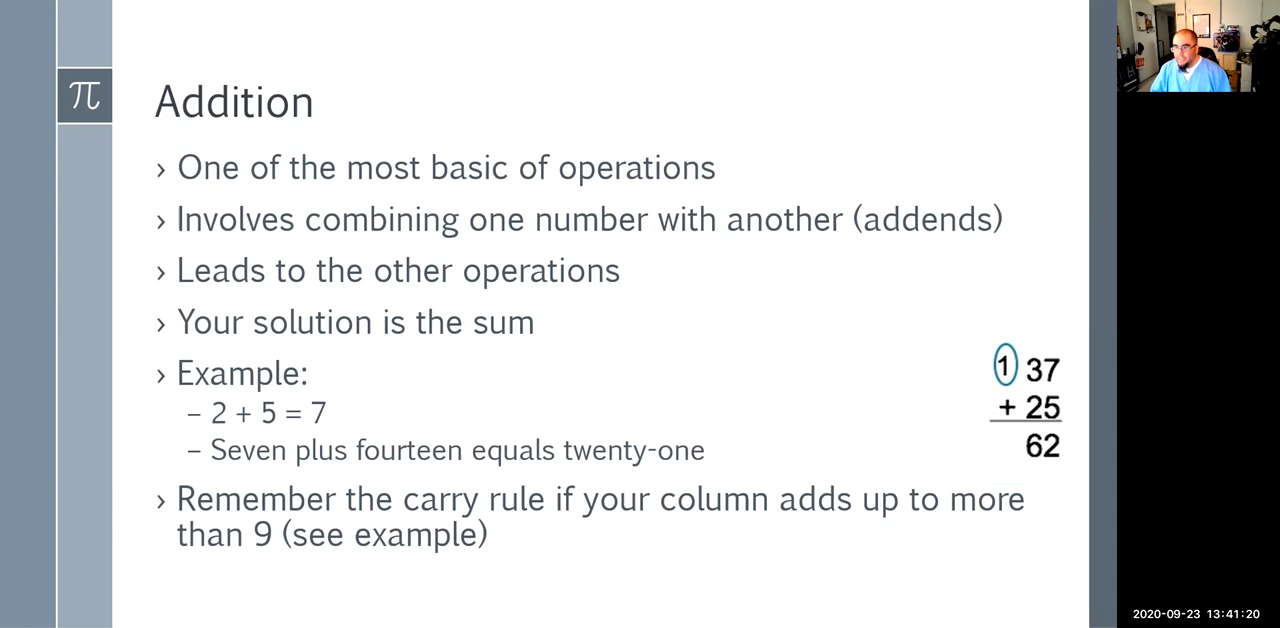 π
Addition
› One of the most basic of operations
› Involves combining one number with another (addends)
› Leads to the other operations
› Your solution is the sum
› Example:
– 2 + 5 = 7
– Seven plus fourteen equals twenty-one
› Remember the carry rule if your column adds up to more
than 9 (see example)
1 37
+ 25
62
2020-09-23 13:41:20